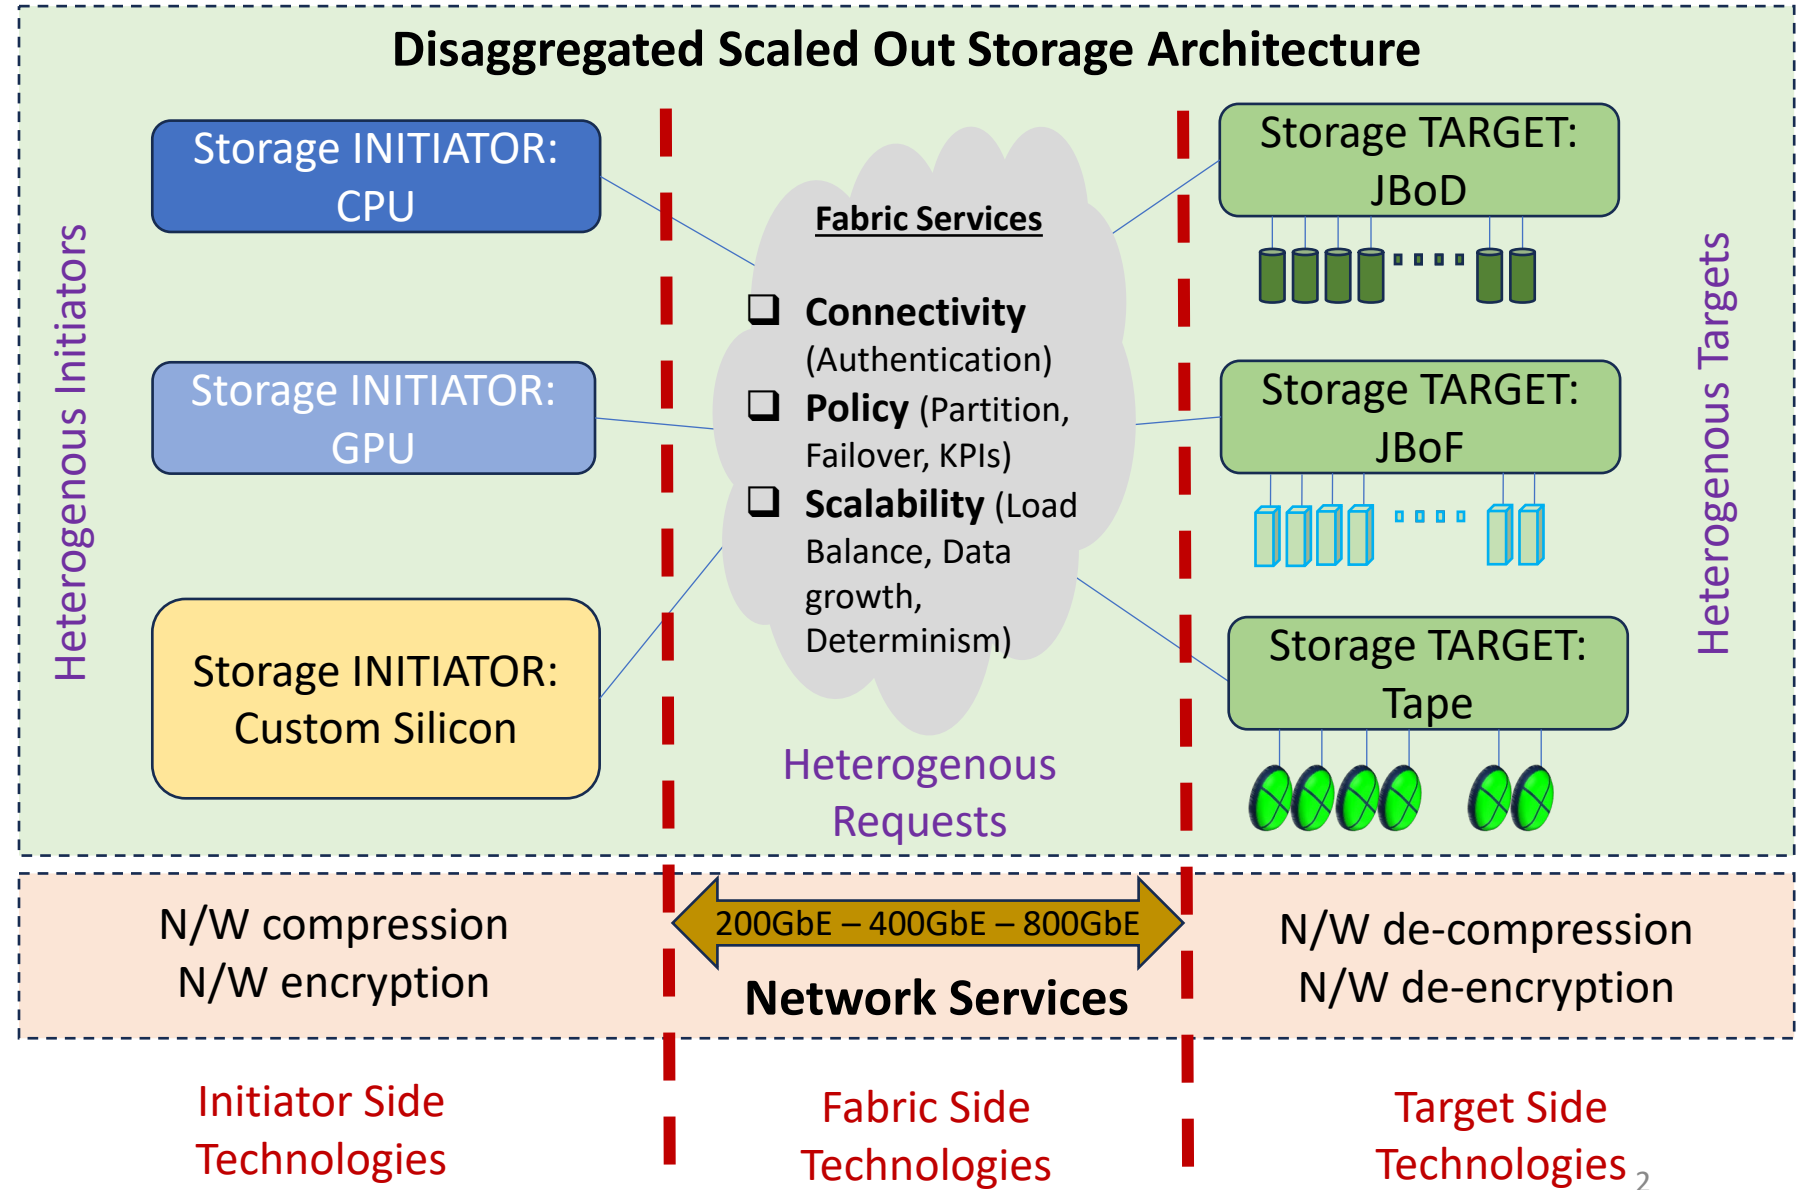 Disaggregated Scaled Out Storage Architecture
Heterogenous Initiators
Storage INITIATOR:
CPU
Storage INITIATOR:
GPU
Storage INITIATOR:
Custom Silicon
Fabric Services
❑ Connectivity
(Authentication)
❑ Policy (Partition,
Failover, KPIs)
❑ Scalability (Load
Balance, Data
growth,
Determinism)
Heterogenous
Requests
Storage TARGET:
JBoD
Storage TARGET:
JBoF
Storage TARGET:
Tape
Heterogenous Targets
N/W compression
N/W encryption
200GbE – 400GbE – 800GbE
Network Services
N/W de-compression
N/W de-encryption
Initiator Side
Technologies
Fabric Side
Technologies
Target Side
Technologies
2